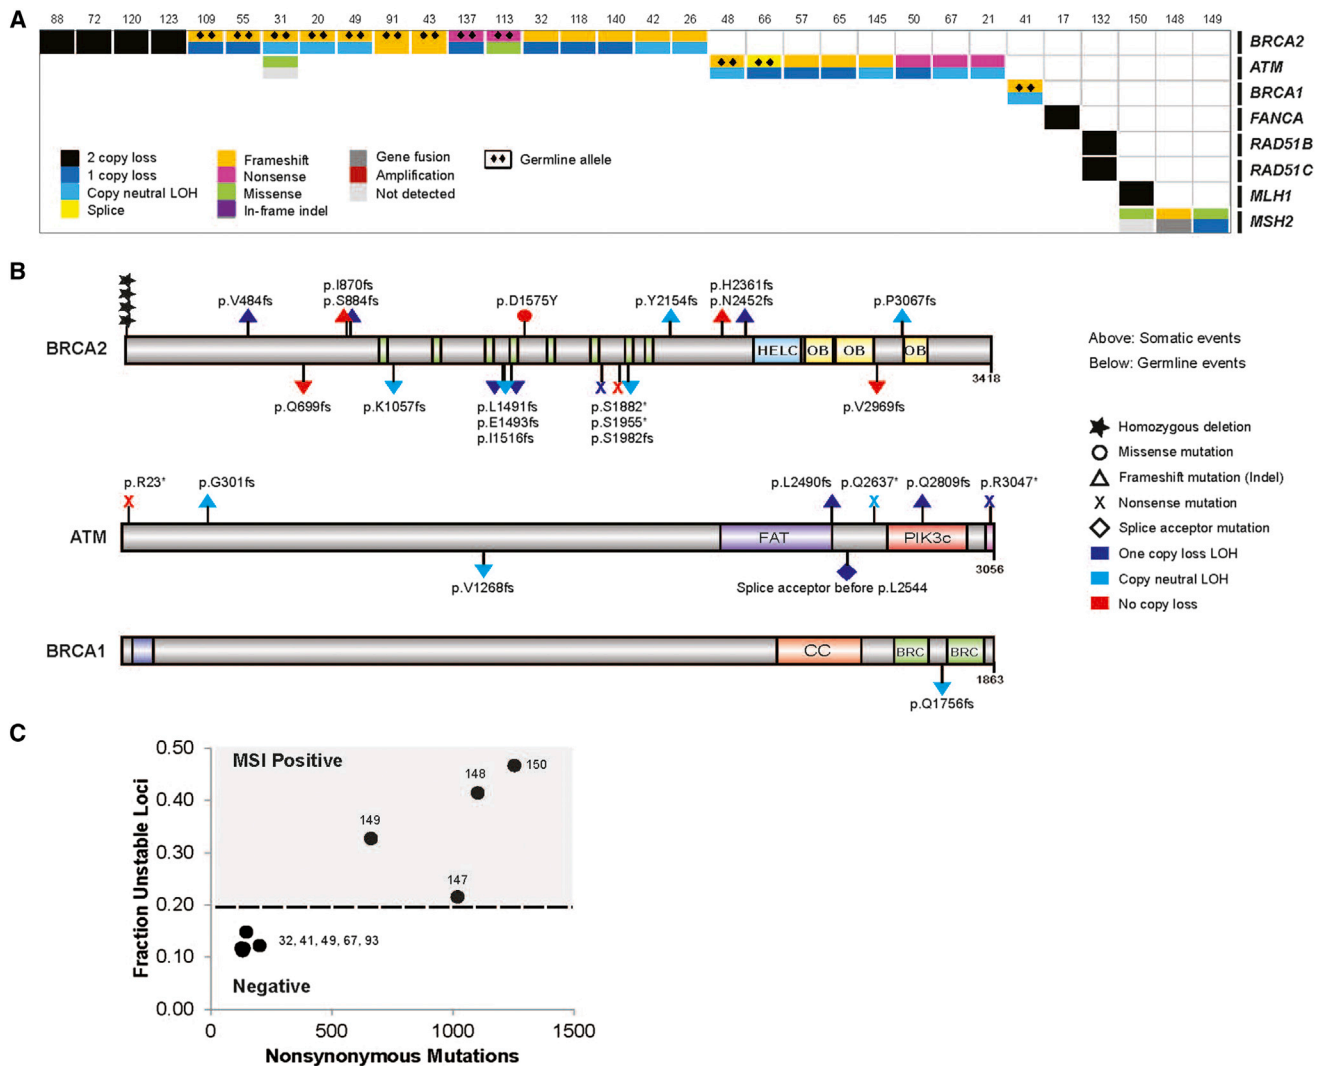 A
88 72 120 123 109 55 31 20 49 91 43 137 113 32 118 140 42 26 48 66 57 65 145 50 67 21 41 17 132 150 148 149
BRCA2
ATM
BRCA1
FANCA
RAD51B
RAD51C
MLH1
MSH2
2 copy loss
1 copy loss
Copy neutral LOH
Splice
Frameshift
Nonsense
Missense
In-frame indel
Gene fusion
Amplification
Not detected
Germline allele
B
p.I870fs p.H2361fs
p.V484fs p.S884fs p.D1575Y p.Y2154fs p.N2452fs p.P3067fs
BRCA2 HELC OB OB OB
3418
p.Q699fs p.K1057fs p.L1491fs p.S1882* p.V2969fs
p.E1493fs p.S1955*
p.I1516fs p.S1982fs
p.R23* p.G301fs p.L2490fs p.Q2637* p.Q2809fs p.R3047*
ATM FAT PIK3c
3056
p.V1268fs Splice acceptor before p.L2544
BRCA1 CC BRC BRC
1863
p.Q1756fs
Above: Somatic events
Below: Germline events
Homozygous deletion
Missense mutation
Frameshift mutation (Indel)
X Nonsense mutation
Splice acceptor mutation
One copy loss LOH
Copy neutral LOH
No copy loss
C
Fraction Unstable Loci
0.50
0.40
0.30
0.20
0.10
0.00
MSI Positive
148 150
149
147
32, 41, 49, 67, 93
Negative
0 500 1000 1500
Nonsynonymous Mutations